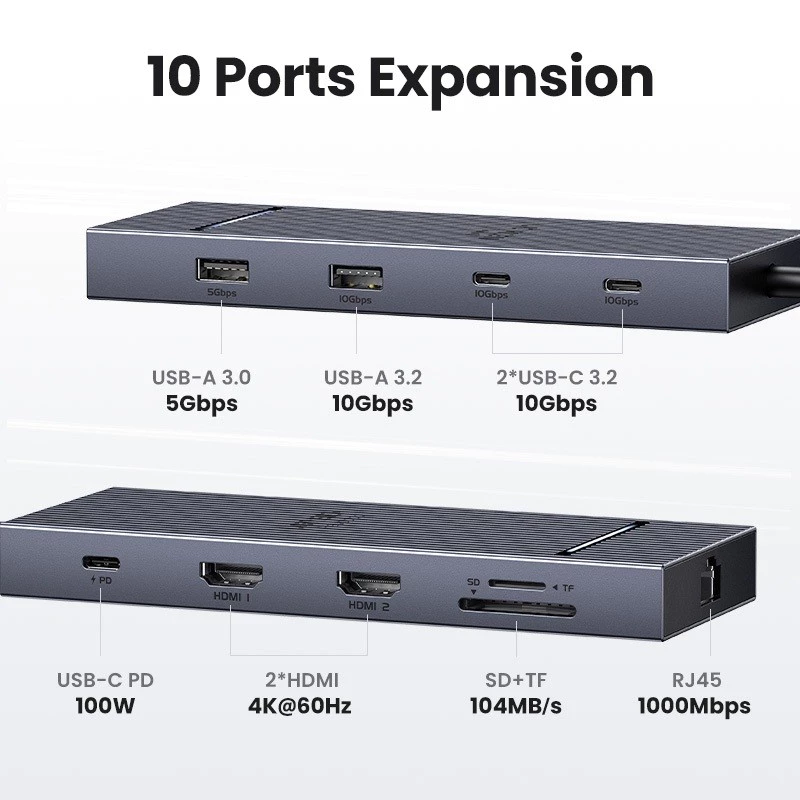 10 Ports Expansion
5Gbps
10Gbps
10Gbps
10Gbps
USB-A 3.0
5Gbps
USB-A 3.2
10Gbps
2*USB-C 3.2
10Gbps
PD
HDMI 1
HDMI 2
SD
TF
USB-C PD
100W
2*HDMI
4K@60Hz
SD+TF
104MB/s
RJ45
1000Mbps